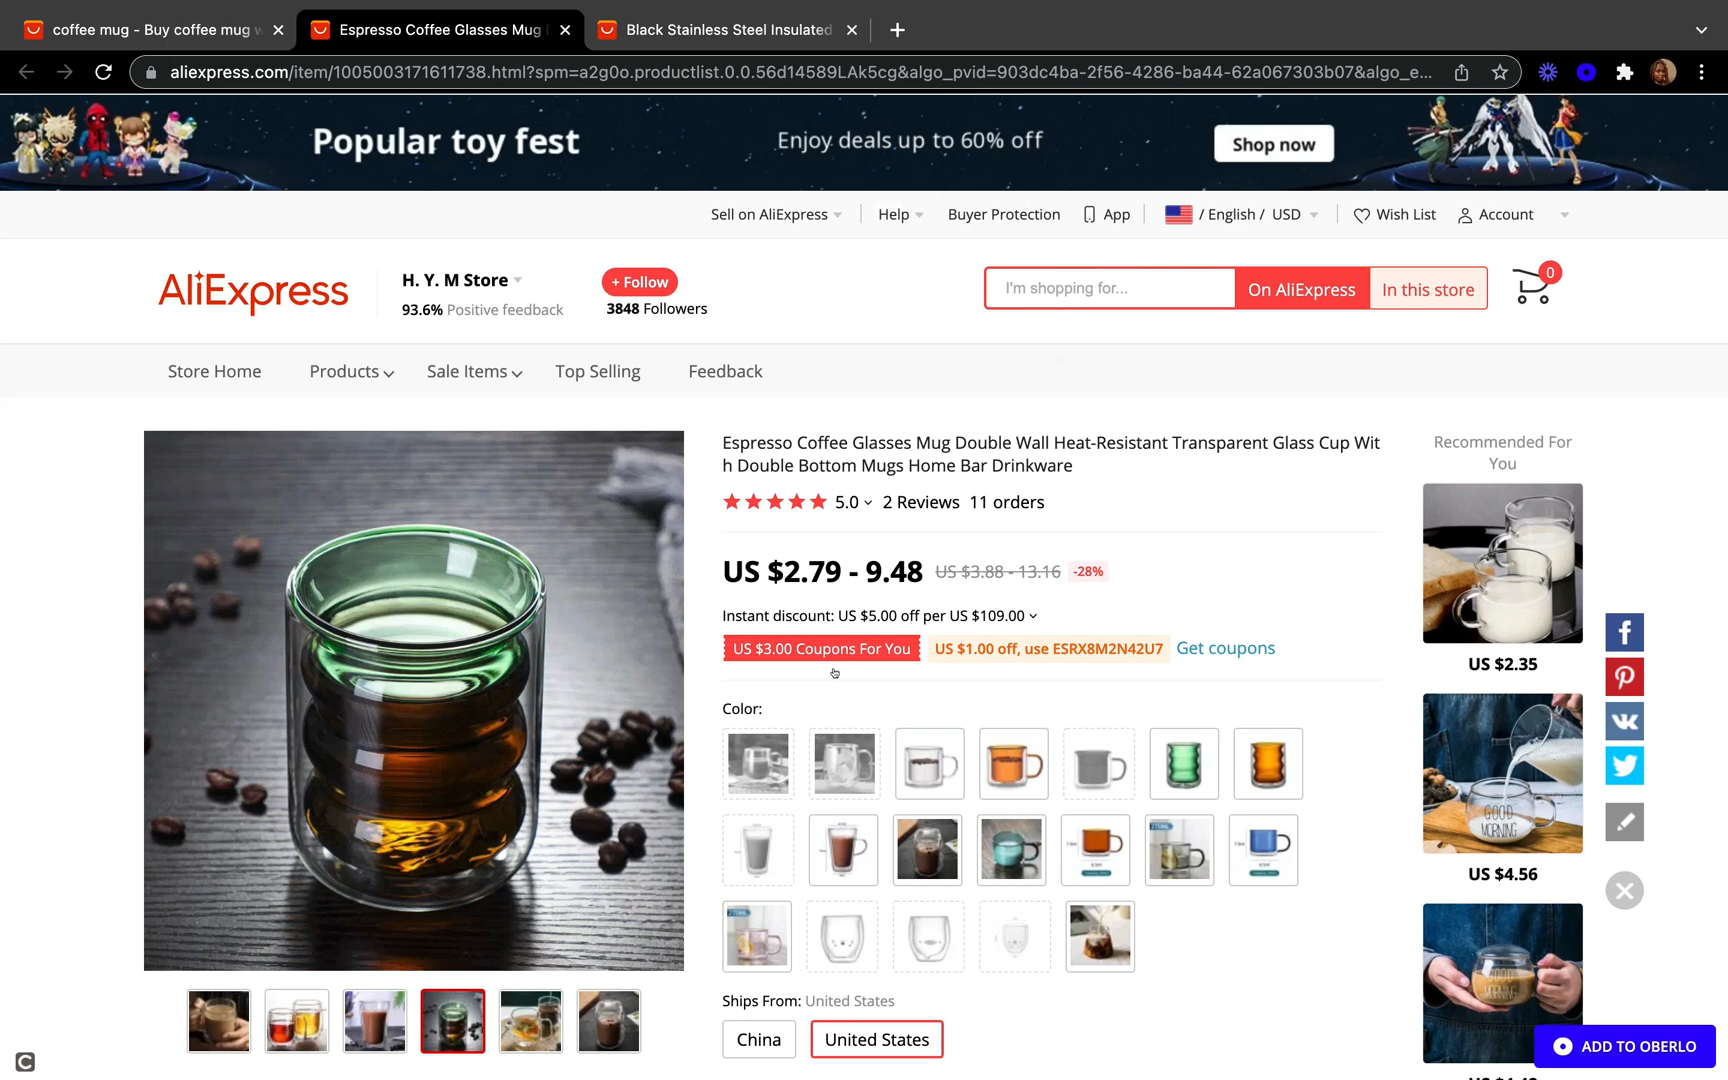 coffee mug - Buy coffee mug w
Espresso Coffee Glasses Mug
Black Stainless Steel Insulated
aliexpress.com/item/1005003171611738.html?spm=a2g0o.productlist.0.0.56d14589LAk5cg&algo_pvid=903dc4ba-2f56-4286-ba44-62a067303b07&algo_e...
Popular toy fest
Enjoy deals up to 60% off
Shop now
Sell on AliExpress
Help
Buyer Protection
App
/ English / USD
Wish List
Account
AliExpress
H. Y. M Store
93.6% Positive feedback
+ Follow
3848 Followers
I'm shopping for...
On AliExpress
In this store
0
Store Home
Products
Sale Items
Top Selling
Feedback
Espresso Coffee Glasses Mug Double Wall Heat-Resistant Transparent Glass Cup Wit
h Double Bottom Mugs Home Bar Drinkware
5.0
2 Reviews
11 orders
US $2.79 - 9.48
US $3.88 - 13.16
-28%
Instant discount: US $5.00 off per US $109.00
US $3.00 Coupons For You
US $1.00 off, use ESRX8M2N42U7
Get coupons
Color:
270ML
270ML
Ships From: United States
China
United States
Recommended For
You
US $2.35
GOOD
MORNING
US $4.56
ADD TO OBERLO